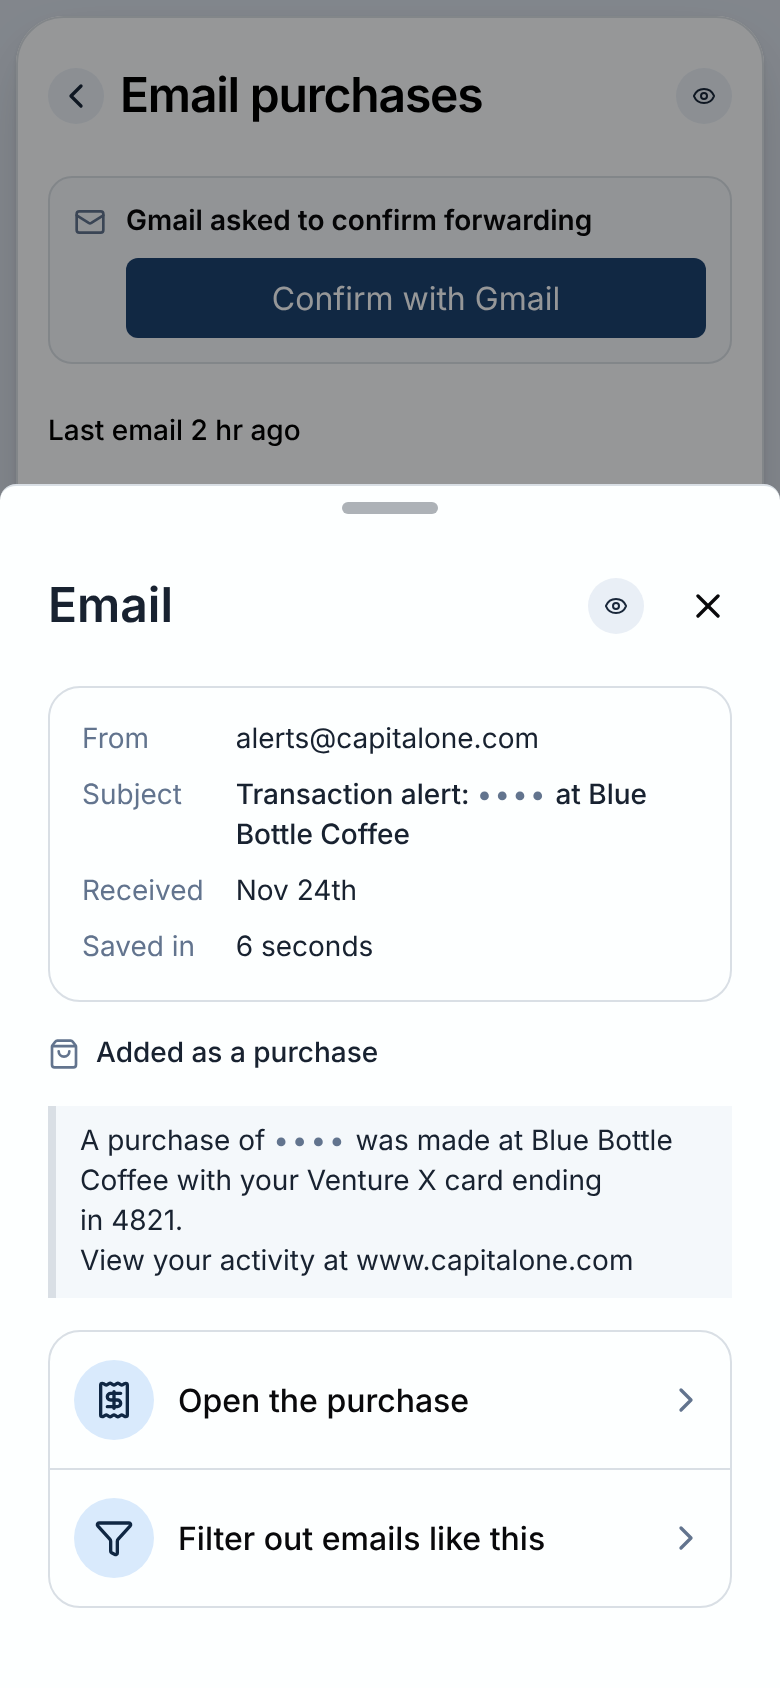 Email purchases
Gmail asked to confirm forwarding
Confirm with Gmail
Last email 2 hr ago
Email
From alerts@capitalone.com
Subject Transaction alert: •••• at Blue
Bottle Coffee
Received Nov 24th
Saved in 6 seconds
Added as a purchase
A purchase of •••• was made at Blue Bottle
Coffee with your Venture X card ending
in 4821.
View your activity at www.capitalone.com
Open the purchase
Filter out emails like this